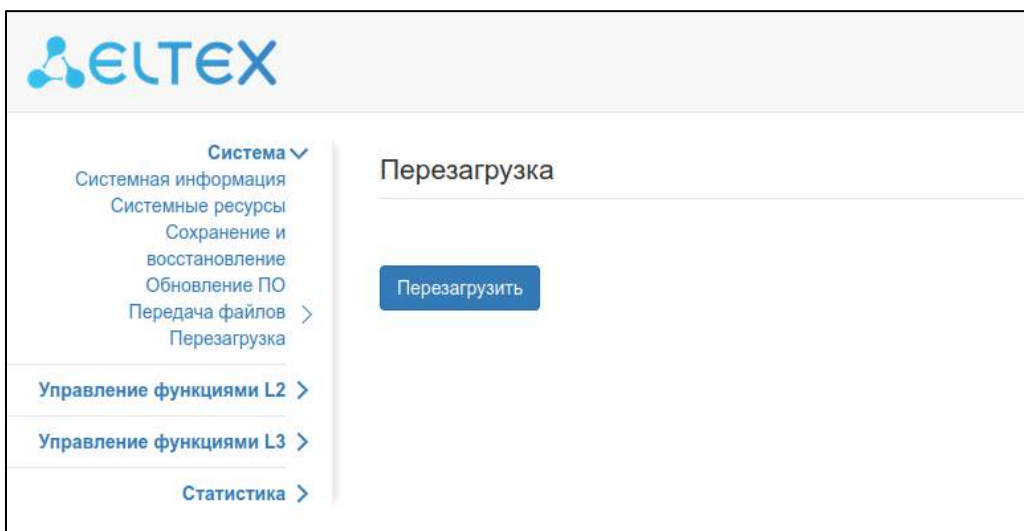 ELTEX
Система
Системная информация
Системные ресурсы
Сохранение и
восстановление
Обновление ПО
Передача файлов
Перезагрузка
Управление функциями L2
Управление функциями L3
Статистика
Перезагрузка
Перезагрузить